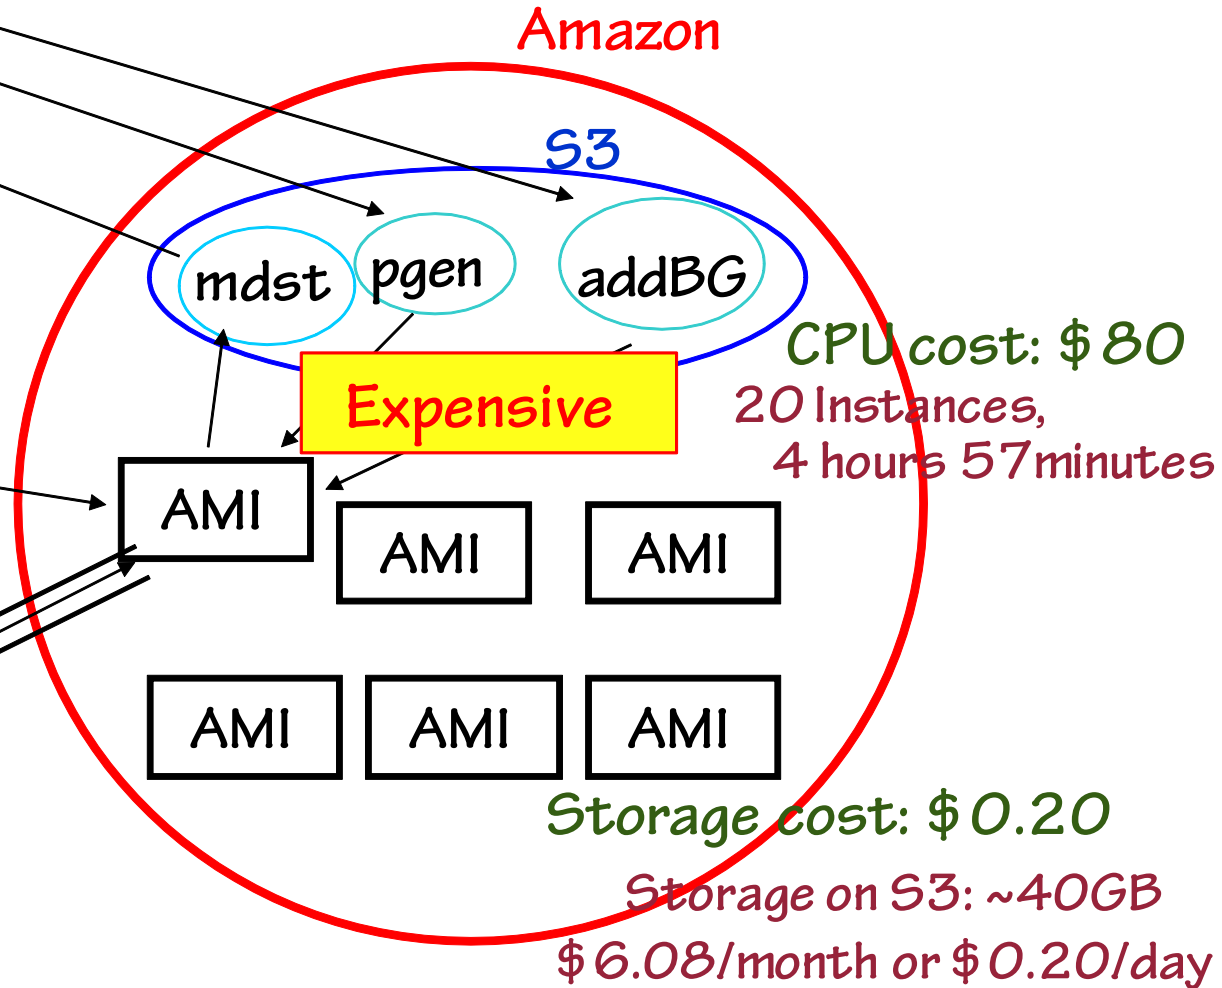 Amazon
S3
mdst
pgen
addBG
CPU cost: $80
20 Instances,
4 hours 57minutes
Expensive
AMI
AMI
AMI
AMI
AMI
AMI
Storage cost: $0.20
Storage on S3: ~40GB
$6.08/month or $0.20/day